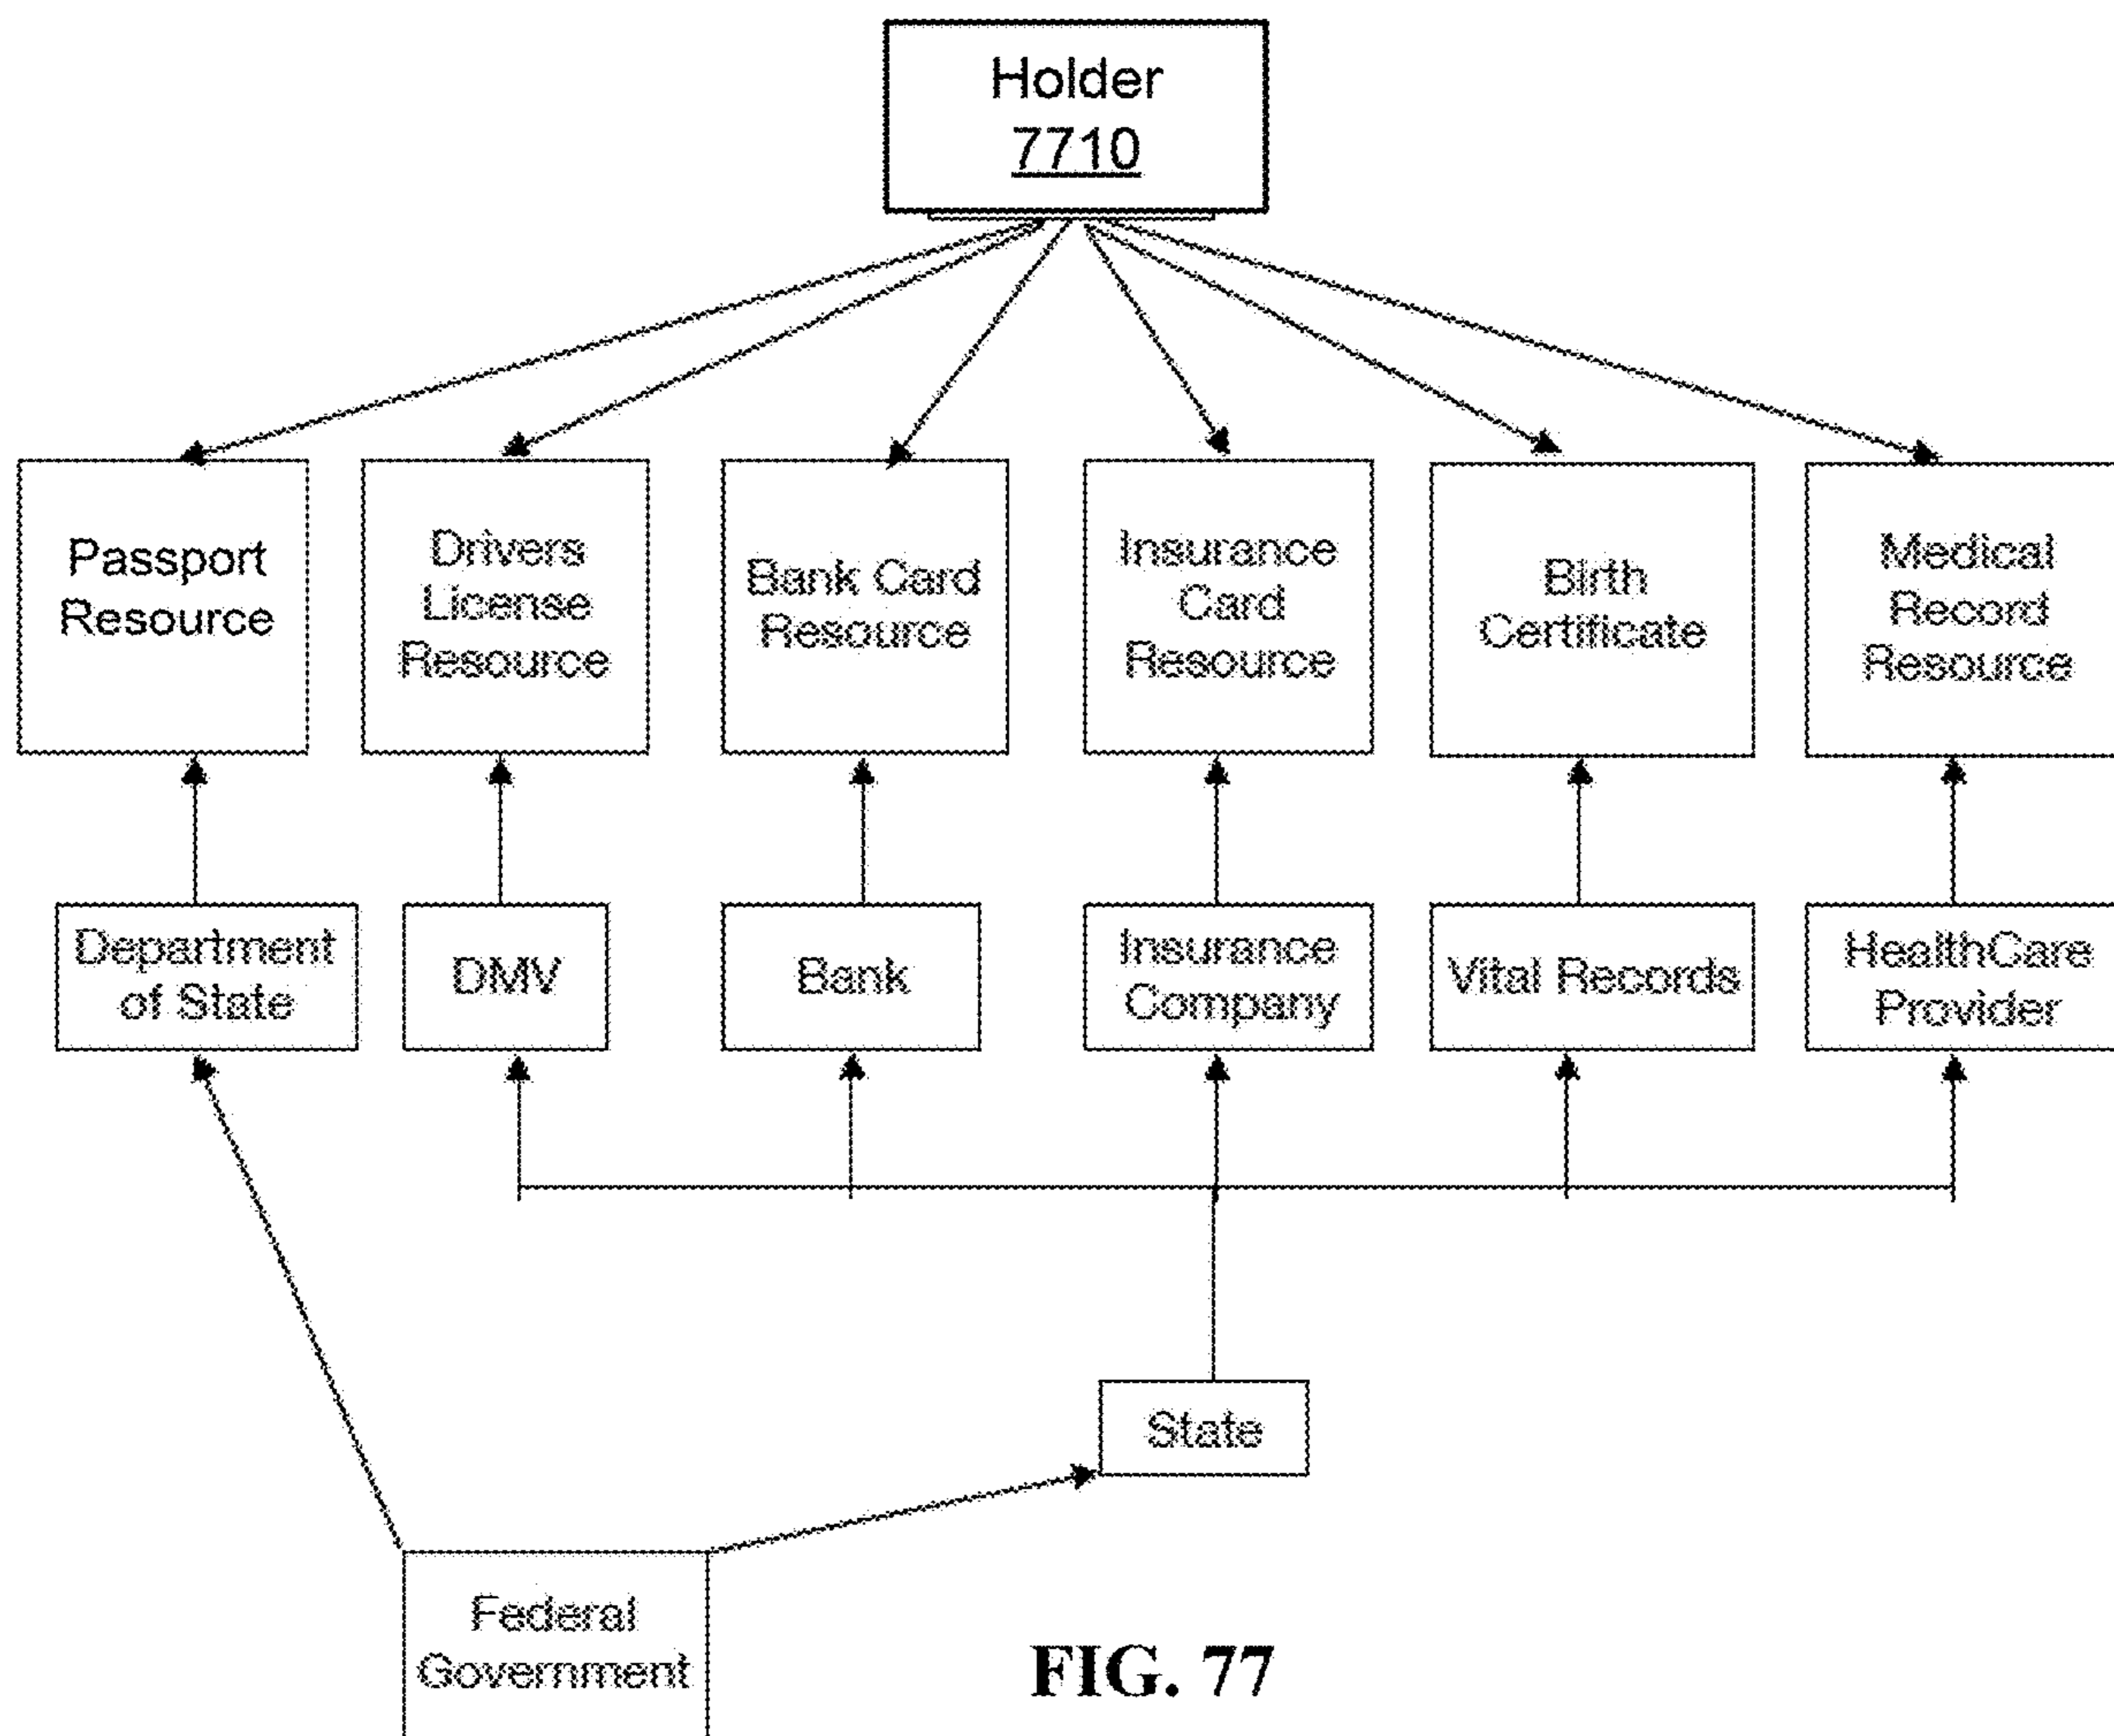 Holder
7710
Passport
Resource
Drivers
License
Resource
Bank Card
Resource
Insurance
Card
Resource
Birth
Certificate
Medical
Record
Resource
Department
of State
DMV
Bank
Insurance
Company
Vital Records
HealthCare
Provider
State
Federal
Government
FIG. 77